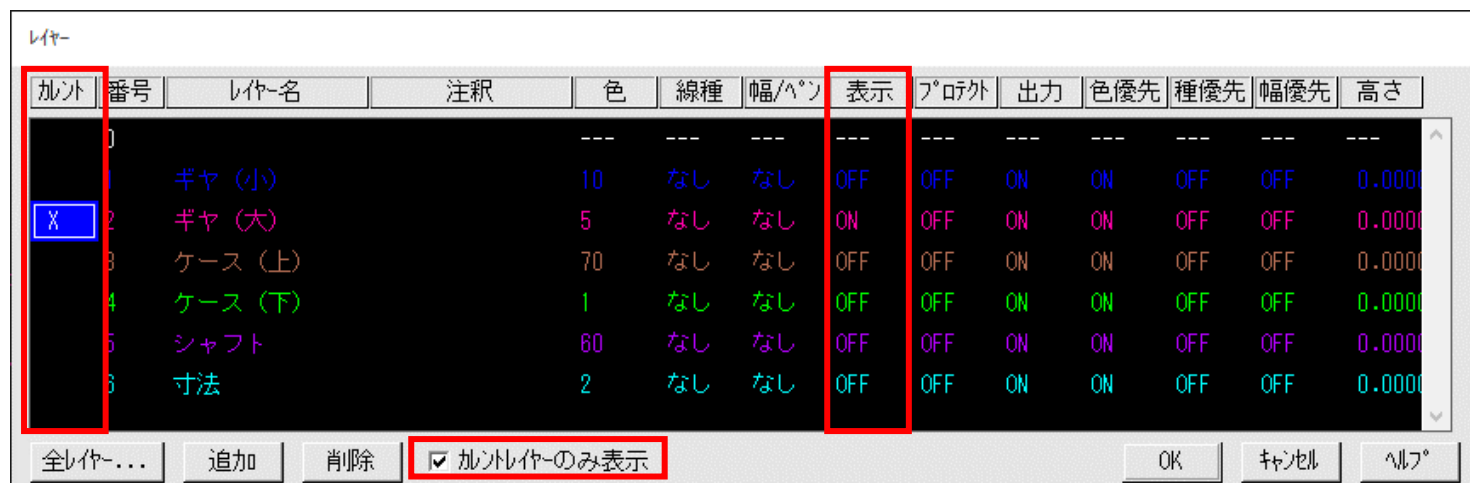 ﾚｲﾔｰ
ｶﾚﾝﾄ 番号 ﾚｲﾔｰ名 注釈 色 線種 幅/ﾍﾟﾝ 表示 ﾌﾟﾛﾃｸﾄ 出力 色優先 種優先 幅優先 高さ
0 --- --- --- --- --- --- --- --- --- ---
1 ギヤ（小） 10 なし なし OFF OFF ON ON OFF OFF 0.0000
X 2 ギヤ（大） 5 なし なし ON OFF ON ON OFF OFF 0.0000
3 ケース（上） 70 なし なし OFF OFF ON ON OFF OFF 0.0000
4 ケース（下） 1 なし なし OFF OFF ON ON OFF OFF 0.0000
5 シャフト 60 なし なし OFF OFF ON ON OFF OFF 0.0000
6 寸法 2 なし なし OFF OFF ON ON OFF OFF 0.0000
全ﾚｲﾔｰ... 追加 削除 ｶﾚﾝﾄﾚｲﾔｰのみ表示 OK ｷｬﾝｾﾙ ﾍﾙﾌﾟ